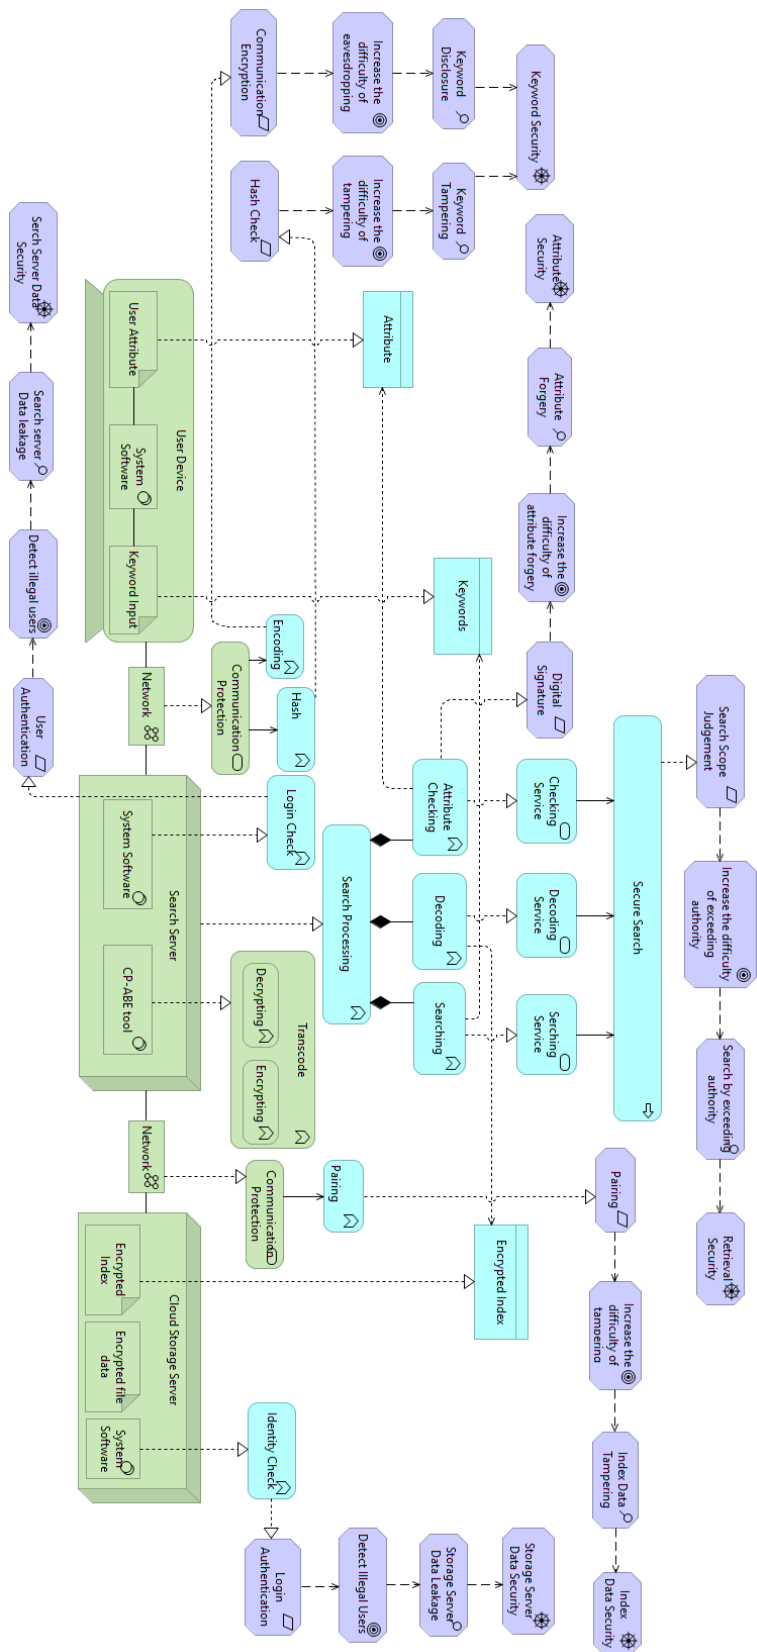 Communication
Encryption
Increase the
difficulty of
eavesdropping
Keyword
Disclosure
Keyword Security
Hash Check
Increase the
difficulty of
tampering
Keyword
Tampering
Serch Server Data
Security
Search server
Data leakage
Detect illegal users
User
Authentication
Attribute
Security
Attribute
Forgery
Increase the
difficulty of
attribute forgery
Digital
Signature
User Device
User Attribute
System
Software
Keyword Input
Attribute
Keywords
Encoding
Hash
Communication
Protection
Network
Login Check
Search Server
System Software
CP-ABE tool
Search Processing
Attribute
Checking
Decoding
Searching
Checking
Service
Decoding
Service
Serching
Service
Secure Search
Search Scope
Judgement
Increase the difficulty
of exceeding
authority
Search by exceeding
authority
Retrieval
Security
Transcode
Decrypting
Encrypting
Network
Communication
Protection
Pairing
Pairing
Increase the
difficulty of
tampering
Index Data
Tampering
Index
Data Security
Encrypted Index
Cloud Storage Server
Encrypted
Index
Encrypted file
data
System
Software
Identity Check
Login
Authentication
Detect Illegal Users
Storage Server
Data Leakage
Storage Server
Data Security